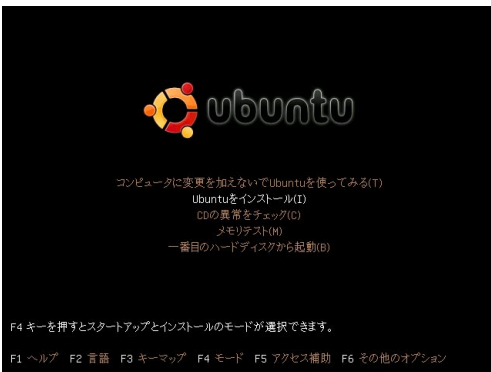 ubuntu
コンピュータに変更を加えないでUbuntuを使ってみる(T)
Ubuntuをインストール(I)
CDの異常をチェック(C)
メモリテスト(M)
一番目のハードディスクから起動(B)
F4 キーを押すとスタートアップとインストールのモードが選択できます。
F1 ヘルプ F2 言語 F3 キーマップ F4 モード F5 アクセス補助 F6 その他のオプション